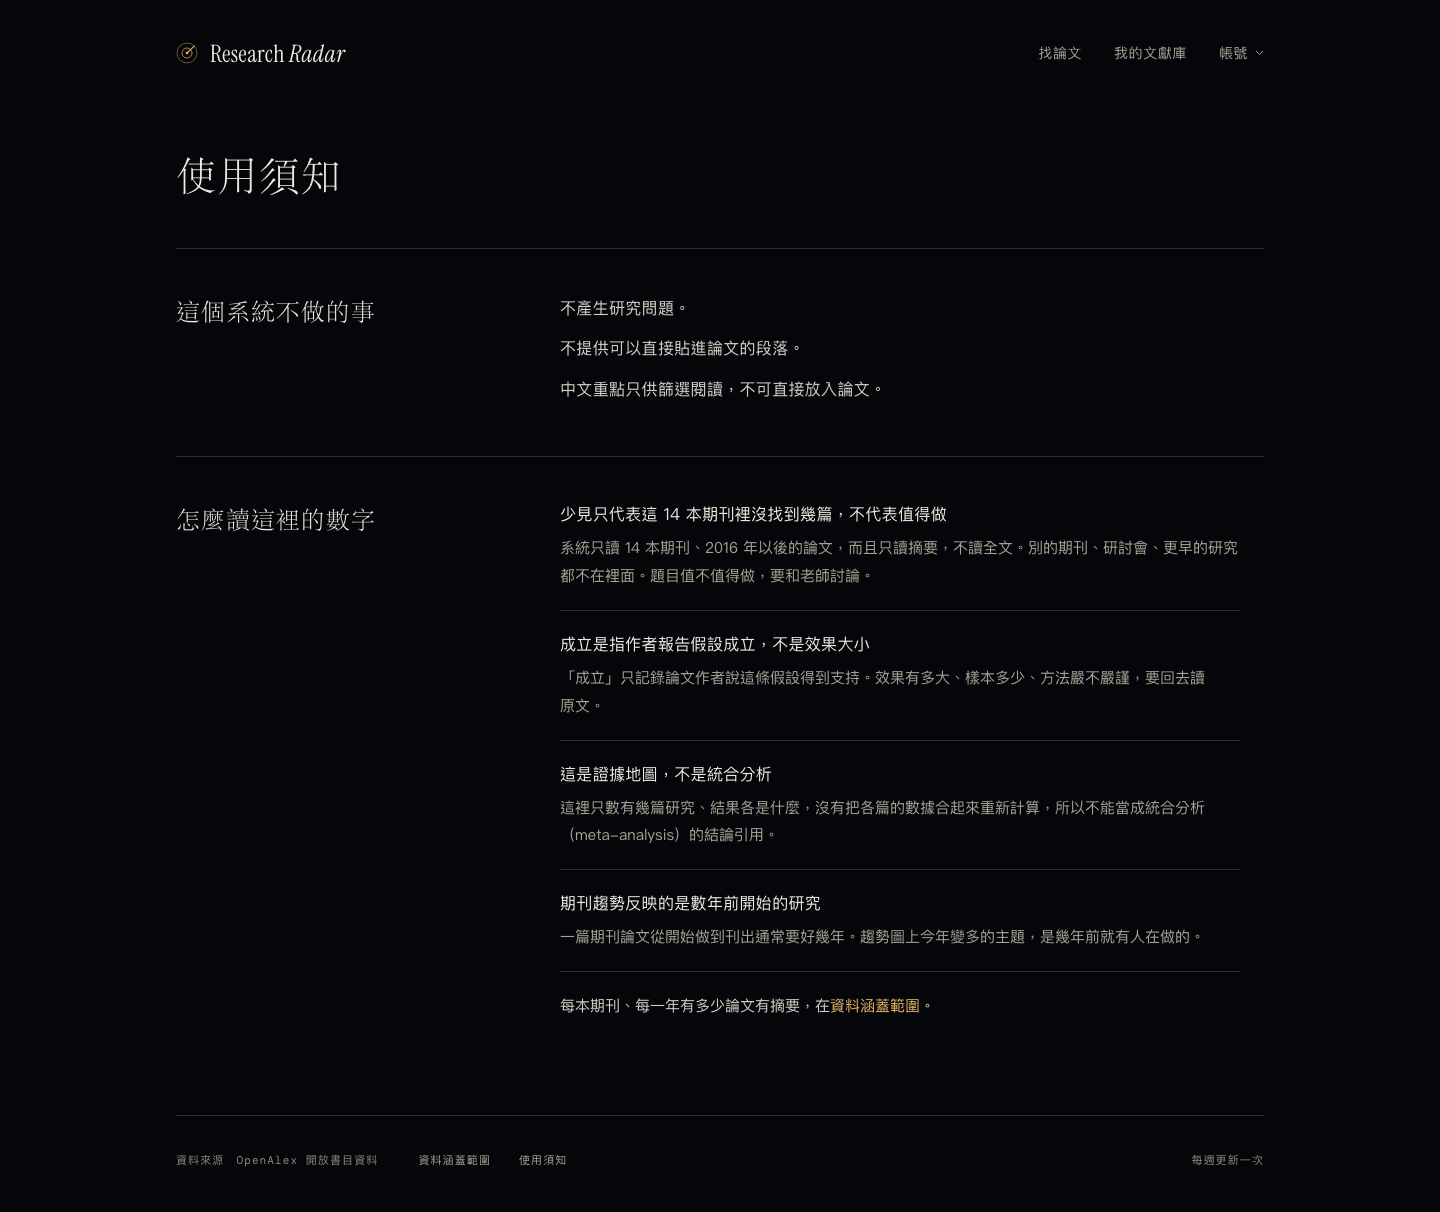 Research Radar
找論文
我的文獻庫
帳號
使用須知
這個系統不做的事
不產生研究問題。
不提供可以直接貼進論文的段落。
中文重點只供篩選閱讀，不可直接放入論文。
怎麼讀這裡的數字
少見只代表這 14 本期刊裡沒找到幾篇，不代表值得做
系統只讀 14 本期刊、2016 年以後的論文，而且只讀摘要，不讀全文。別的期刊、研討會、更早的研究
都不在裡面。題目值不值得做，要和老師討論。
成立是指作者報告假設成立，不是效果大小
「成立」只記錄論文作者說這條假設得到支持。效果有多大、樣本多少、方法嚴不嚴謹，要回去讀
原文。
這是證據地圖，不是統合分析
這裡只數有幾篇研究、結果各是什麼，沒有把各篇的數據合起來重新計算，所以不能當成統合分析
（meta-analysis）的結論引用。
期刊趨勢反映的是數年前開始的研究
一篇期刊論文從開始做到刊出通常要好幾年。趨勢圖上今年變多的主題，是幾年前就有人在做的。
每本期刊、每一年有多少論文有摘要，在資料涵蓋範圍。
資料來源 OpenAlex 開放書目資料
資料涵蓋範圍
使用須知
每週更新一次